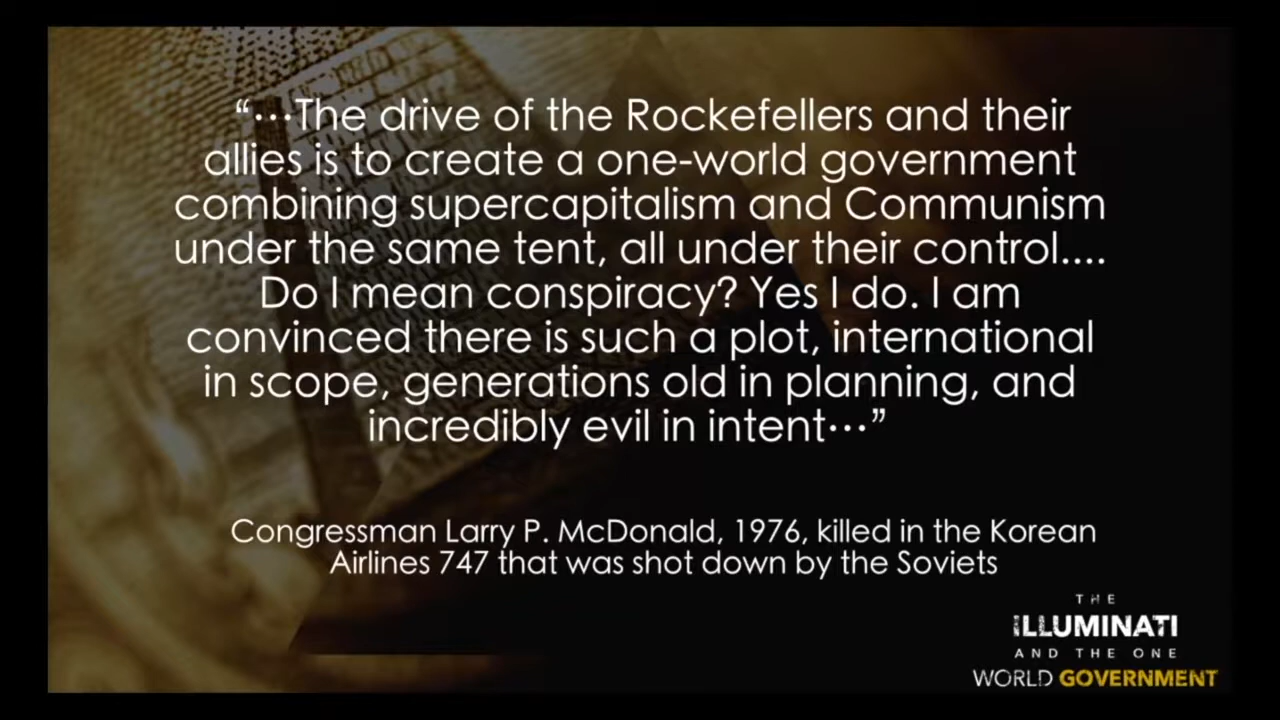 “…The drive of the Rockefellers and their
allies is to create a one-world government
combining supercapitalism and Communism
under the same tent, all under their control....
Do I mean conspiracy? Yes I do. I am
convinced there is such a plot, international
in scope, generations old in planning, and
incredibly evil in intent…”
Congressman Larry P. McDonald, 1976, killed in the Korean
Airlines 747 that was shot down by the Soviets
THE
ILLUMINATI
AND THE ONE
WORLD GOVERNMENT